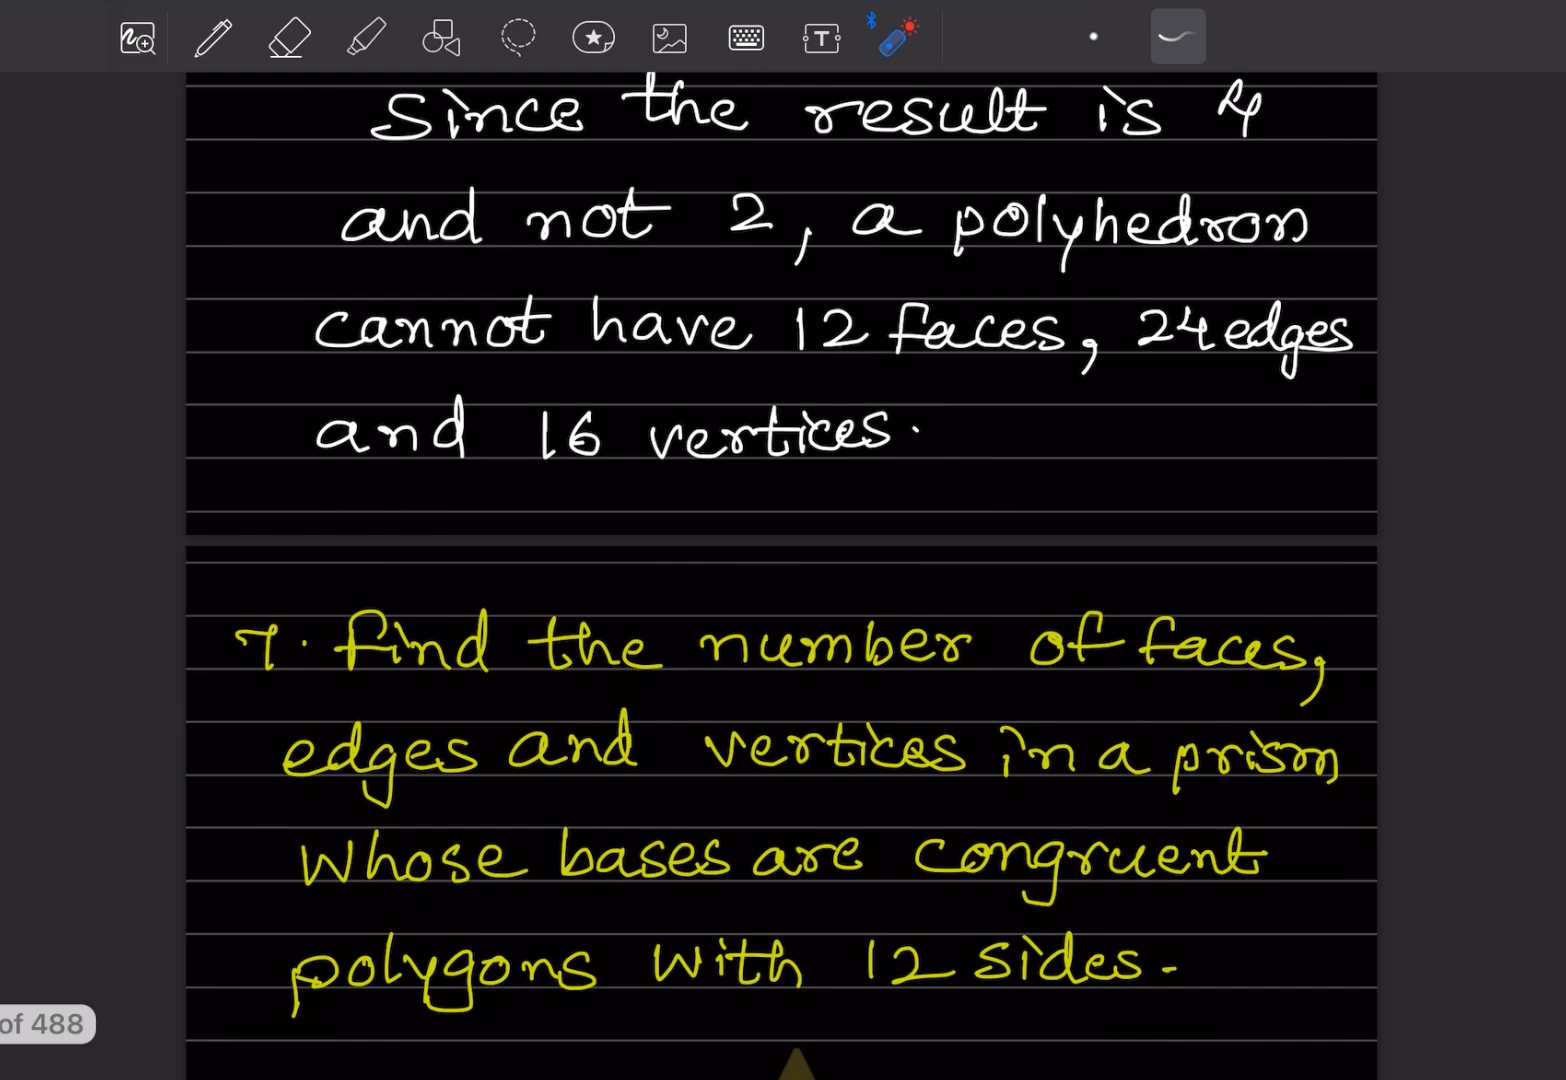 T
Since the result is 4
and not 2, a polyhedron
cannot have 12 faces, 24 edges
and 16 vertices.
7. find the number of faces,
edges and vertices in a prism
whose bases are congruent
polygons with 12 sides.
of 488